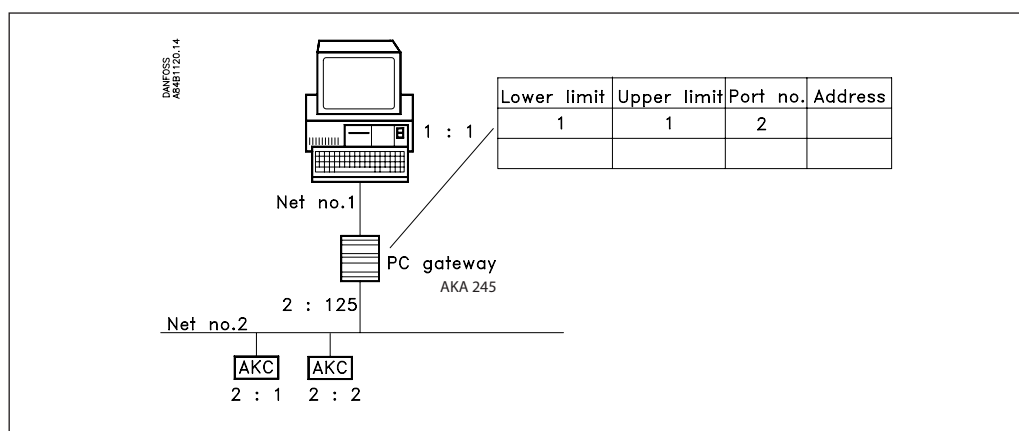 DANFOSS
A84B1120.14
Lower limit Upper limit Port no. Address
1 1 2
1 : 1
Net no.1
PC gateway
AKA 245
2 : 125
Net no.2
AKC AKC
2 : 1 2 : 2